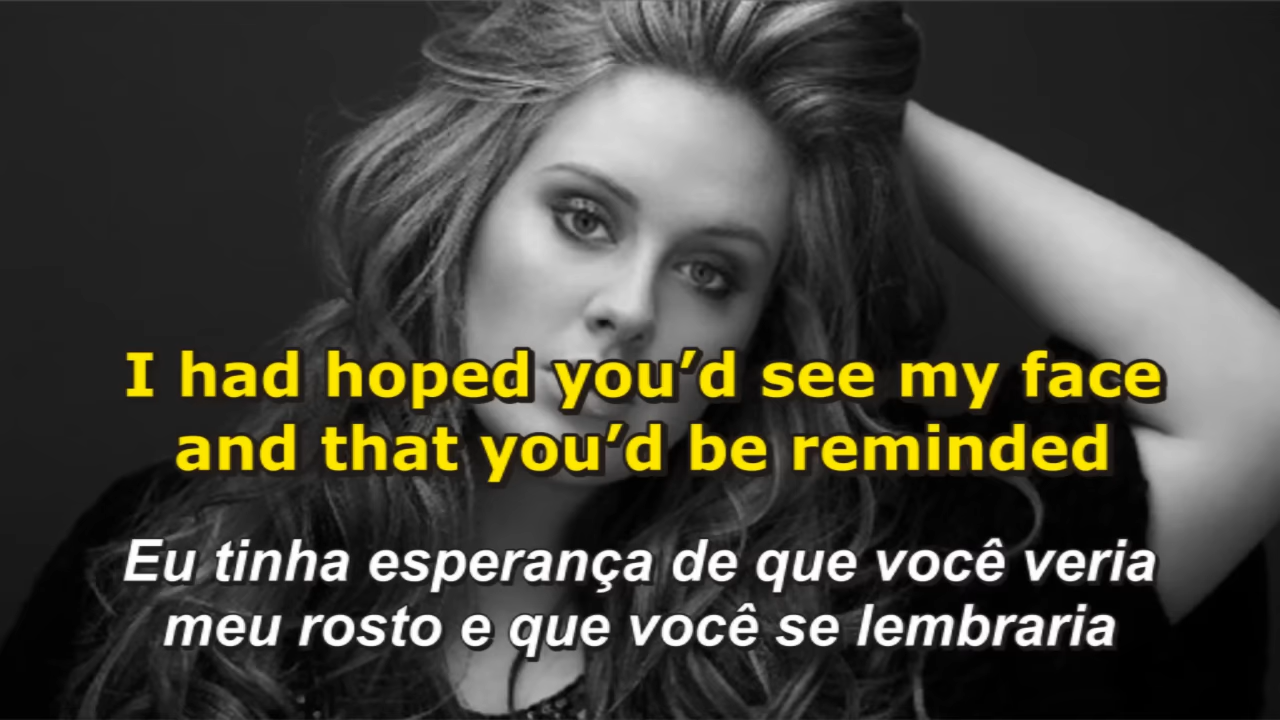 I had hoped you’d see my face
and that you’d be reminded
Eu tinha esperança de que você veria
meu rosto e que você se lembraria